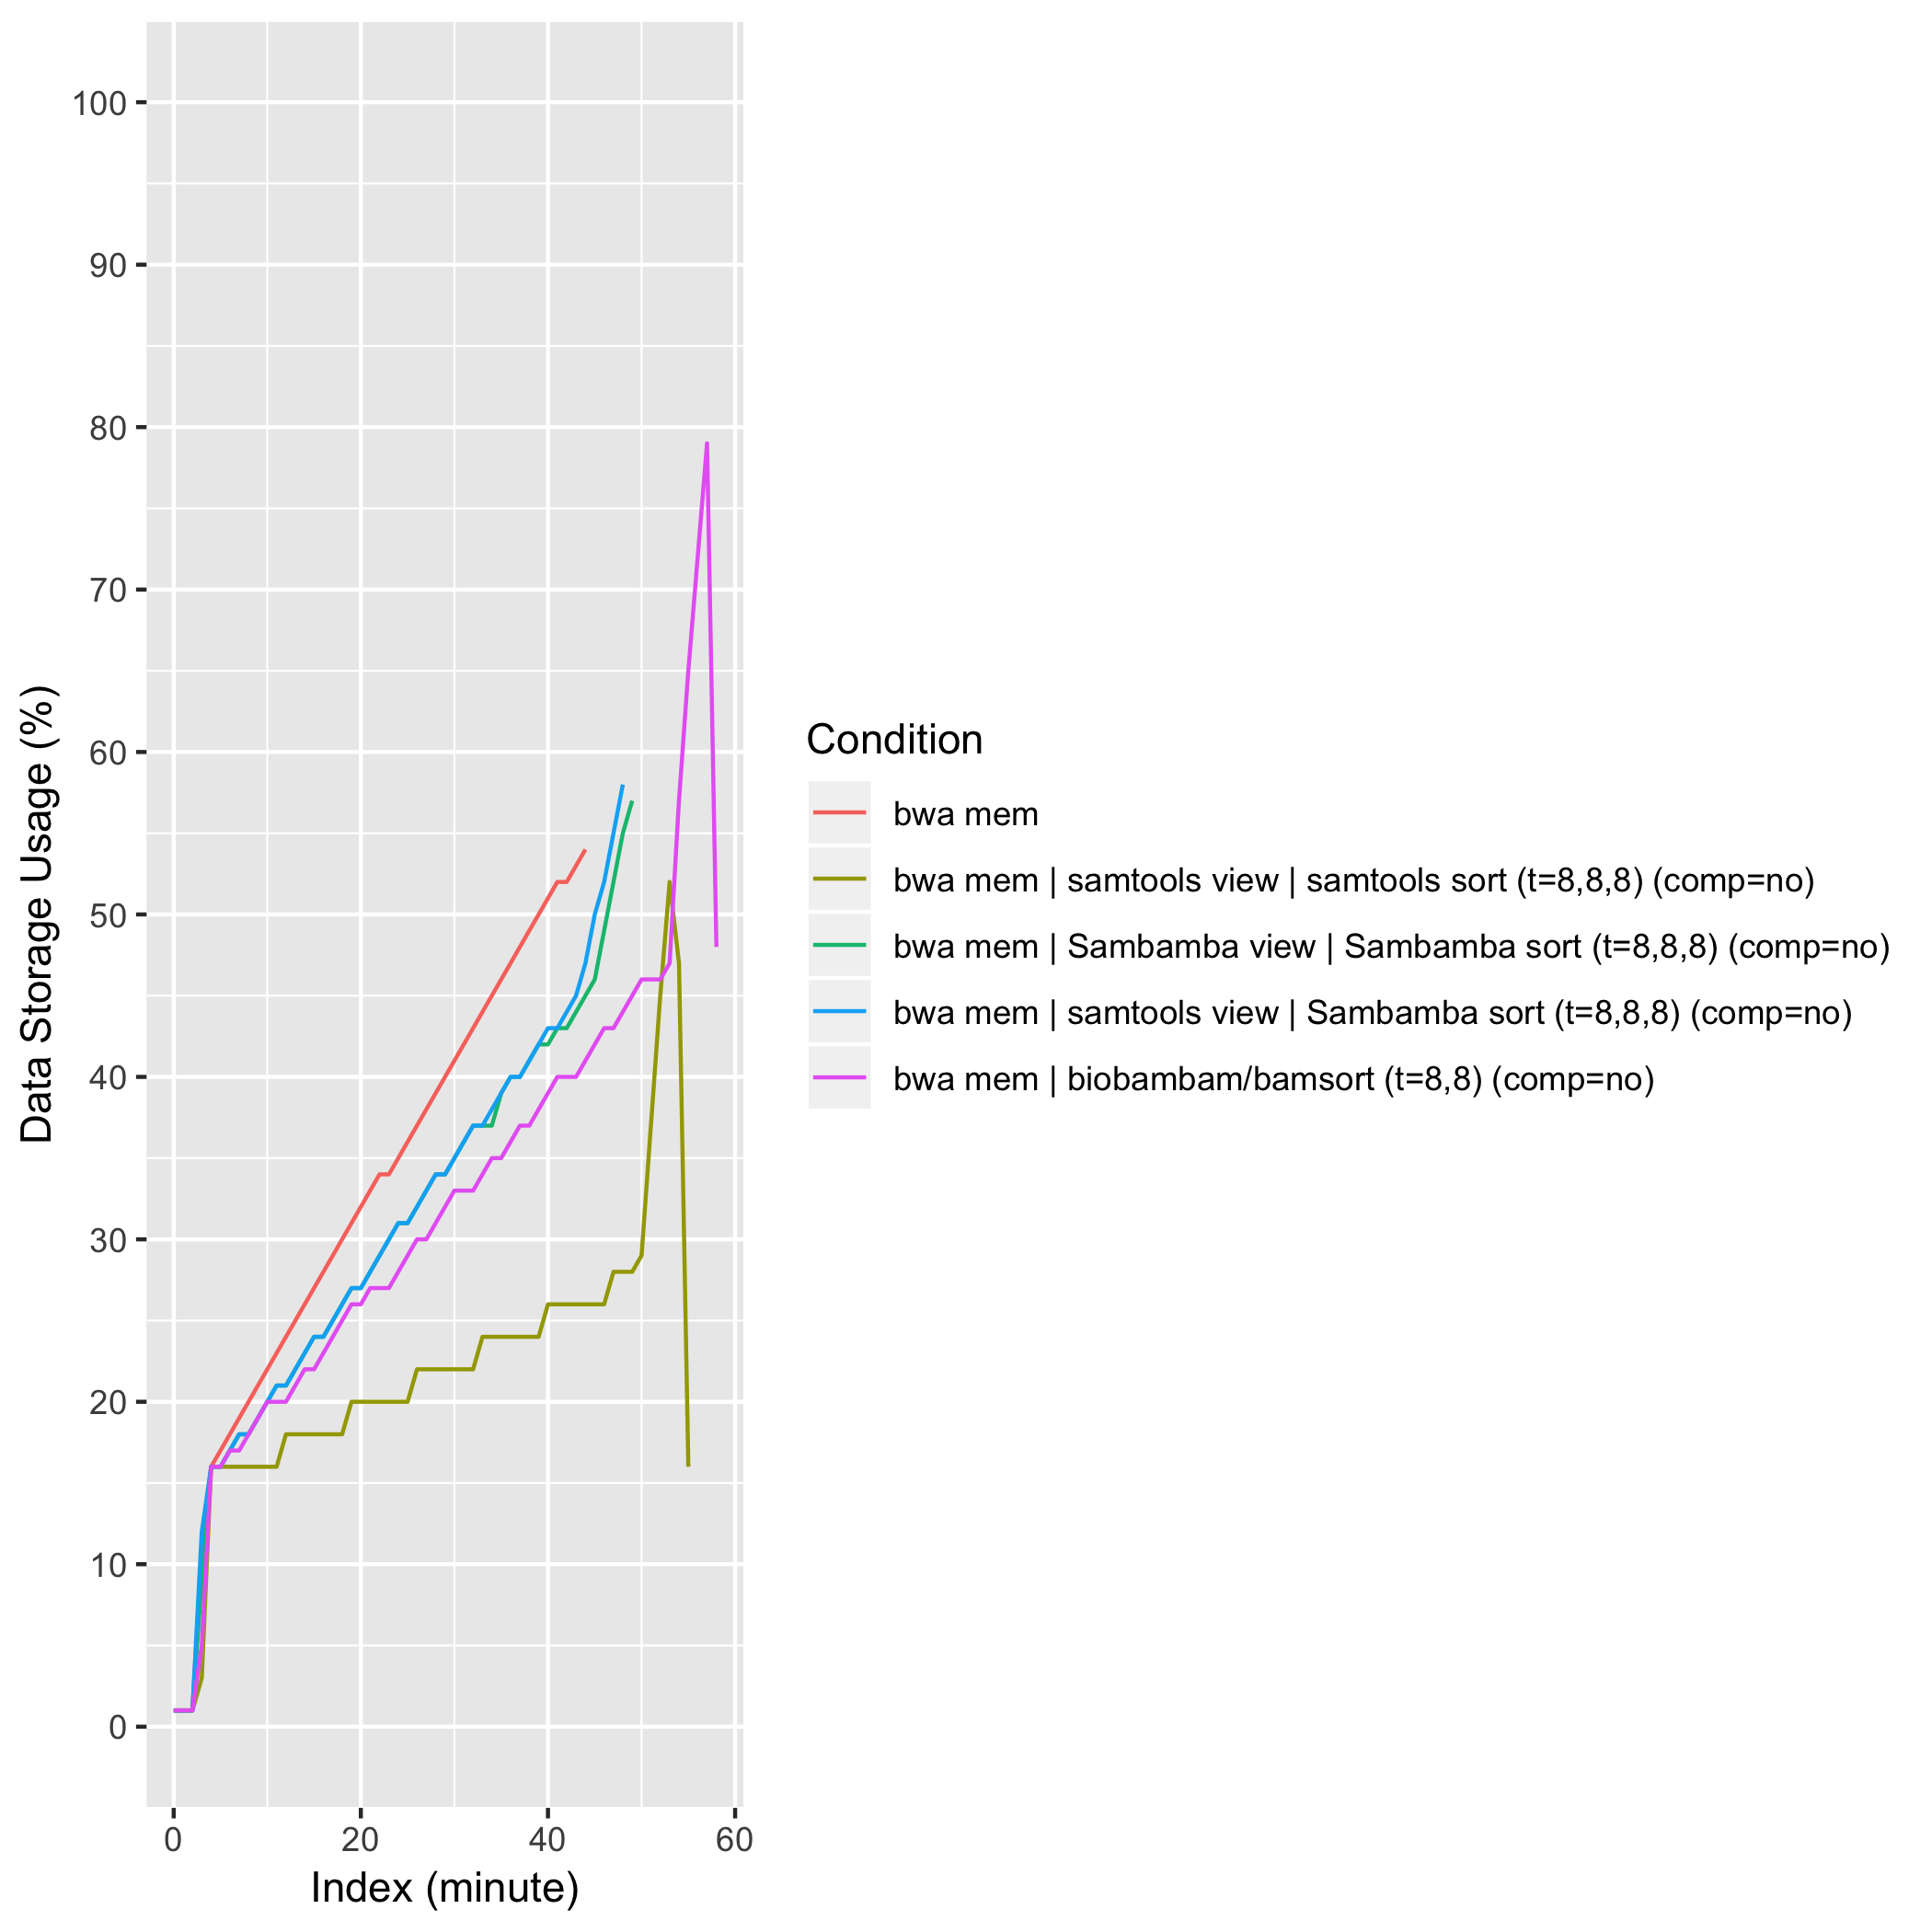 100
90
80
70
60
50
40
30
20
10
0
Data Storage Usage (%)
0 20 40 60
Index (minute)
Condition
bwa mem
bwa mem | samtools view | samtools sort (t=8,8,8) (comp=no)
bwa mem | Sambamba view | Sambamba sort (t=8,8,8) (comp=no)
bwa mem | samtools view | Sambamba sort (t=8,8,8) (comp=no)
bwa mem | biobambam/bamsort (t=8,8) (comp=no)